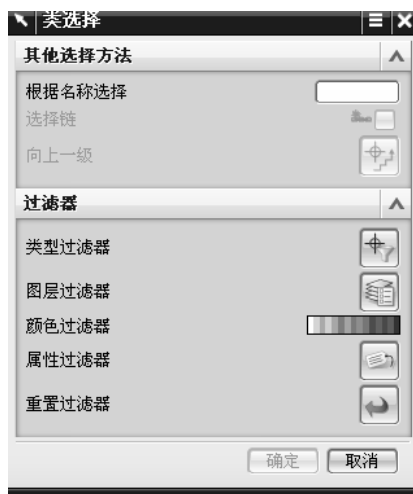 类选择
其他选择方法
根据名称选择
选择链
向上一级
过滤器
类型过滤器
图层过滤器
颜色过滤器
属性过滤器
重置过滤器
确定 取消